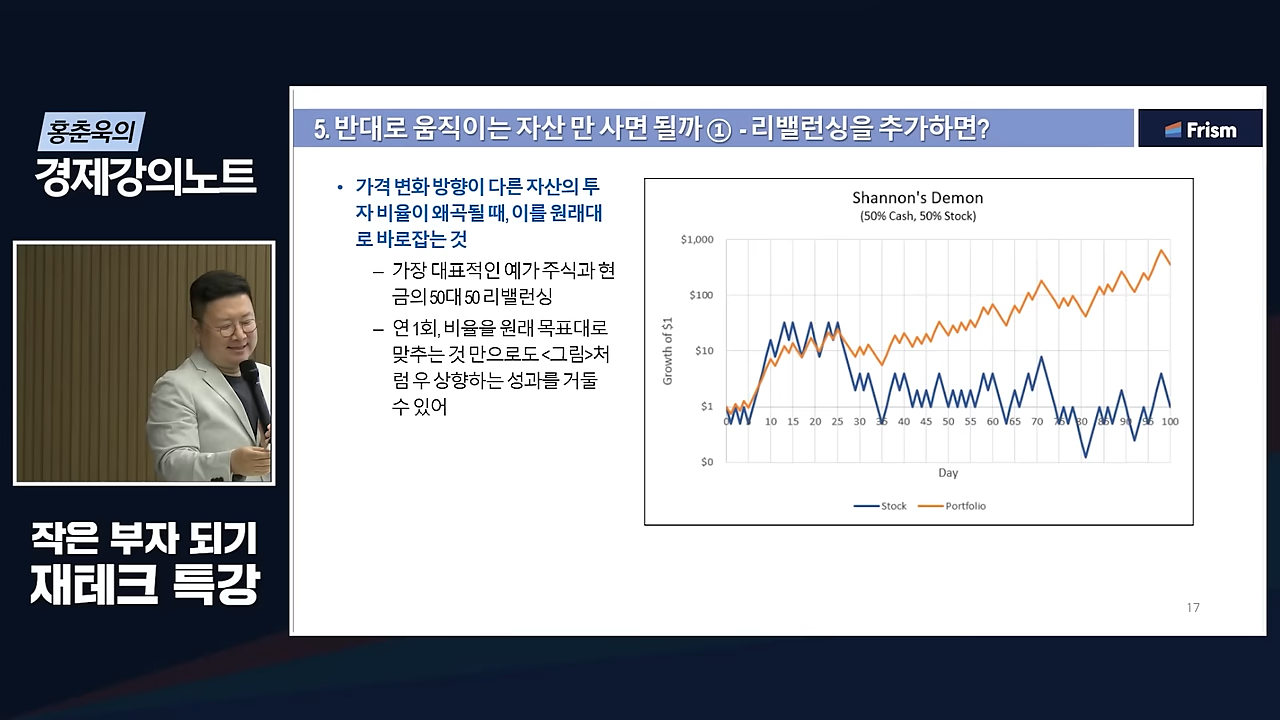 홍춘욱의
경제강의노트
작은 부자 되기
재테크 특강
5. 반대로 움직이는 자산 만 사면 될까 ① - 리밸런싱을 추가하면?
Frism
• 가격 변화 방향이 다른 자산의 투
자 비율이 왜곡될 때, 이를 원래대
로 바로잡는 것
– 가장 대표적인 예가 주식과 현
금의 50대 50 리밸런싱
– 연 1회, 비율을 원래 목표대로
맞추는 것 만으로도 <그림>처
럼 우 상향하는 성과를 거둘
수 있어
Shannon's Demon
(50% Cash, 50% Stock)
Growth of $1
$1,000
$100
$10
$1
$0
0 5 10 15 20 25 30 35 40 45 50 55 60 65 70 75 80 85 90 95 100
Day
Stock Portfolio
17